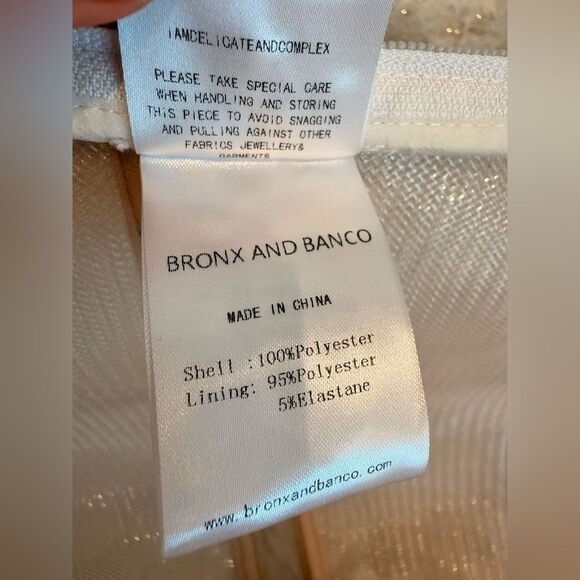 IAMDELICATEANDCOMPLEX
PLEASE TAKE SPECIAL CARE
WHEN HANDLING AND STORING
THIS PIECE TO AVOID SNAGGING
AND PULLING AGAINST OTHER
FABRICS JEWELLERY&
GARMENTS
BRONX AND BANCO
MADE IN CHINA
Shell :100%Polyester
Lining: 95%Polyester
5%Elastane
www.bronxandbanco.com